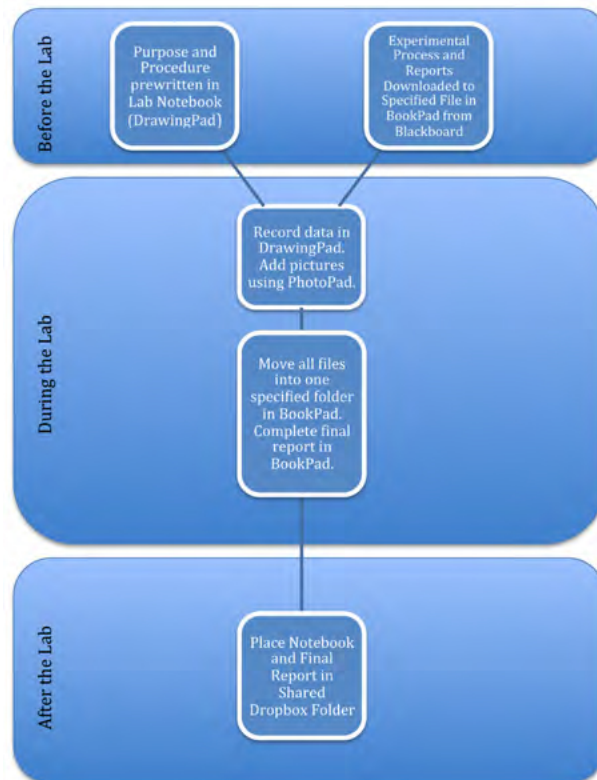 Before the Lab
Purpose and
Procedure
prewritten in
Lab Notebook
(DrawingPad)
Experimental
Process and
Reports
Downloaded to
Specified File in
BookPad from
Blackboard
During the Lab
Record data in
DrawingPad.
Add pictures
using PhotoPad.
Move all files
into one
specified folder
in BookPad.
Complete final
report in
BookPad.
After the Lab
Place Notebook
and Final
Report in
Shared
Dropbox Folder